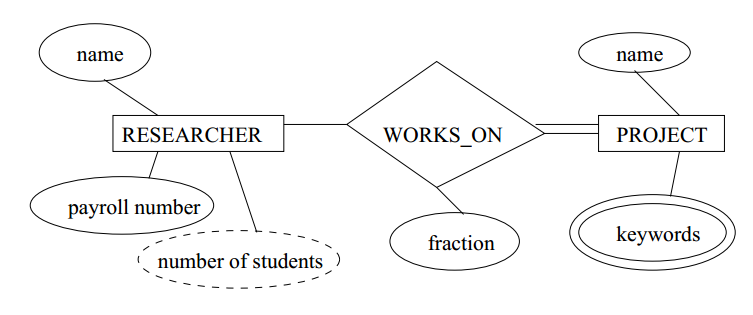 name
name
RESEARCHER
WORKS_ON
PROJECT
payroll number
fraction
keywords
number of students